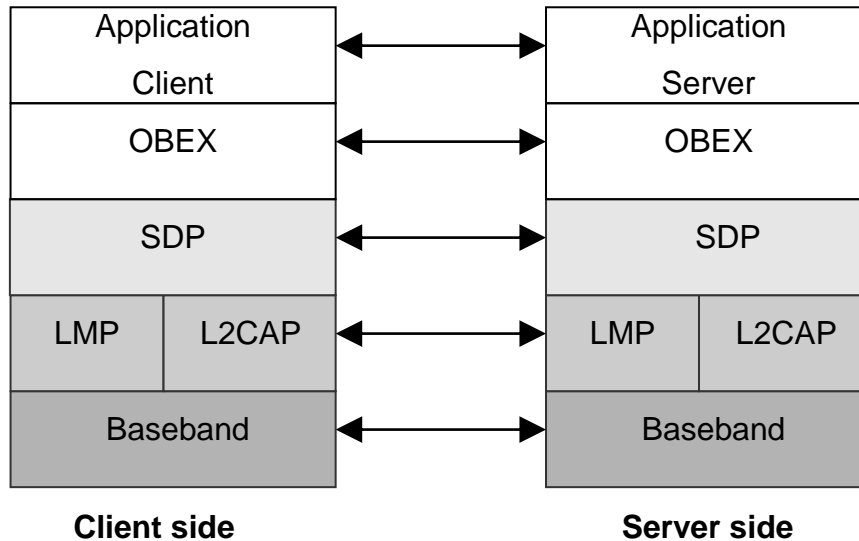 Application
Client
OBEX
SDP
LMP L2CAP
Baseband
Client side
Application
Server
OBEX
SDP
LMP L2CAP
Baseband
Server side